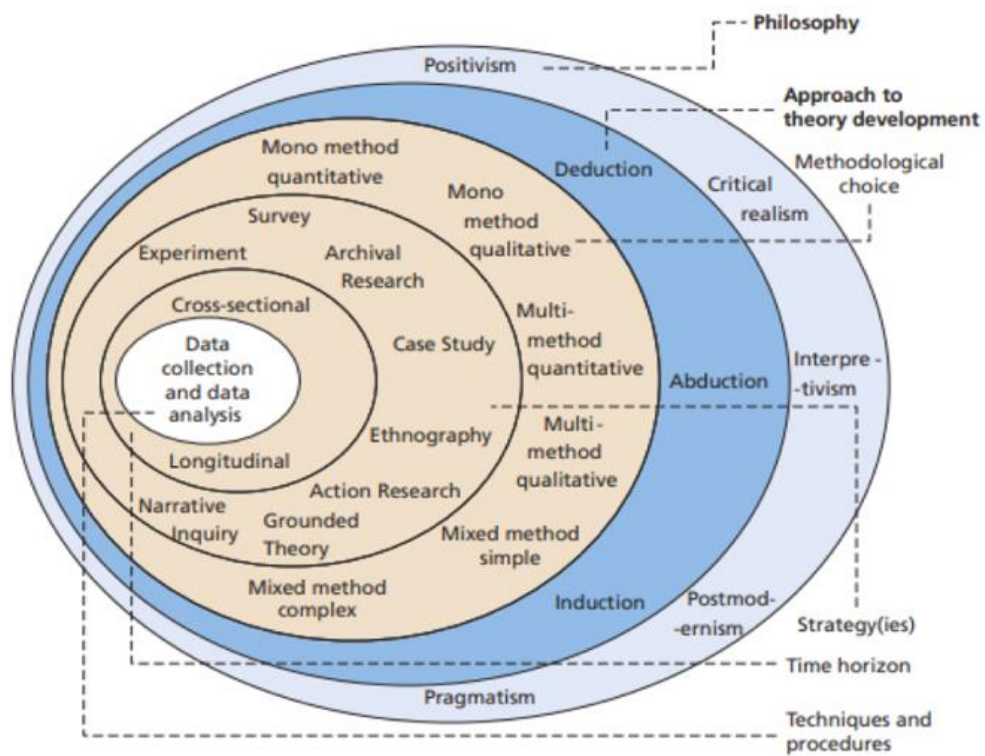 Philosophy
Positivism
Approach to
theory development
Mono method
quantitative
Deduction
Methodological
choice
Mono
method
qualitative
Critical
realism
Survey
Experiment
Archival
Research
Cross-sectional
Multi-
method
quantitative
Data
collection
and data
analysis
Case Study
Abduction
Interpre -
-tivism
Ethnography
Multi-
method
qualitative
Longitudinal
Action Research
Narrative
Inquiry
Grounded
Theory
Mixed method
simple
Mixed method
complex
Induction
Postmod-
-ernism
Strategy(ies)
Time horizon
Pragmatism
Techniques and
procedures